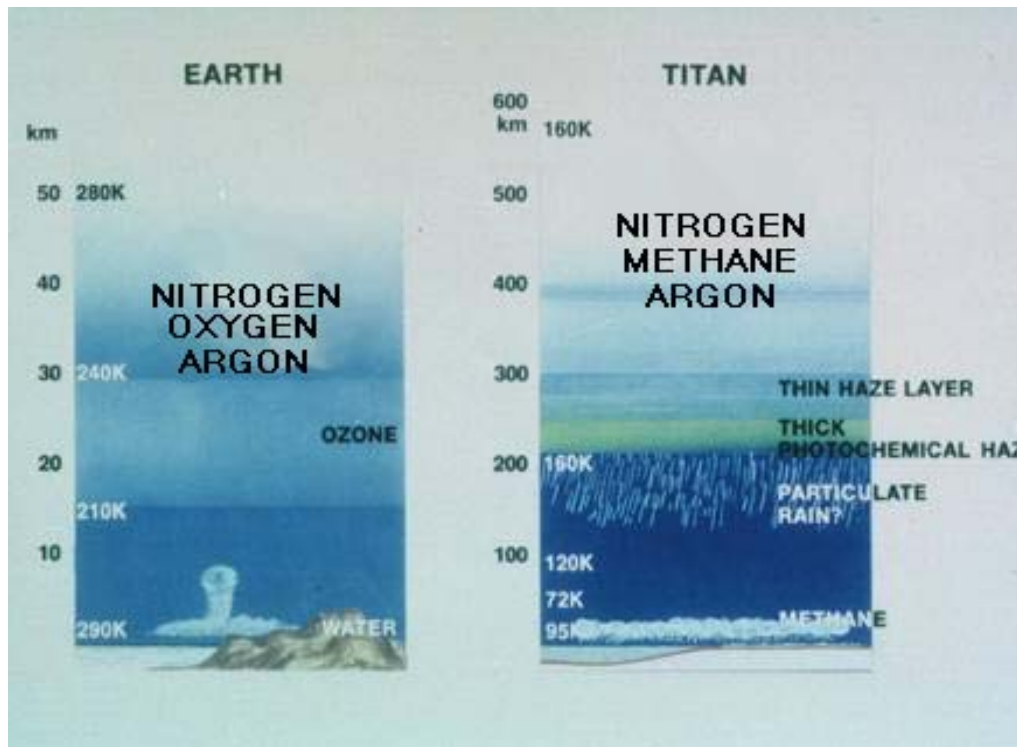 EARTH
km
50 280K
40
NITROGEN
OXYGEN
ARGON
30 240K
OZONE
20
210K
10
290K
WATER
TITAN
600
km 160K
500
NITROGEN
METHANE
ARGON
400
300
THIN HAZE LAYER
THICK
PHOTOCHEMICAL HAZ
200 160K
PARTICULATE
RAIN?
100 120K
72K
METHANE
95K